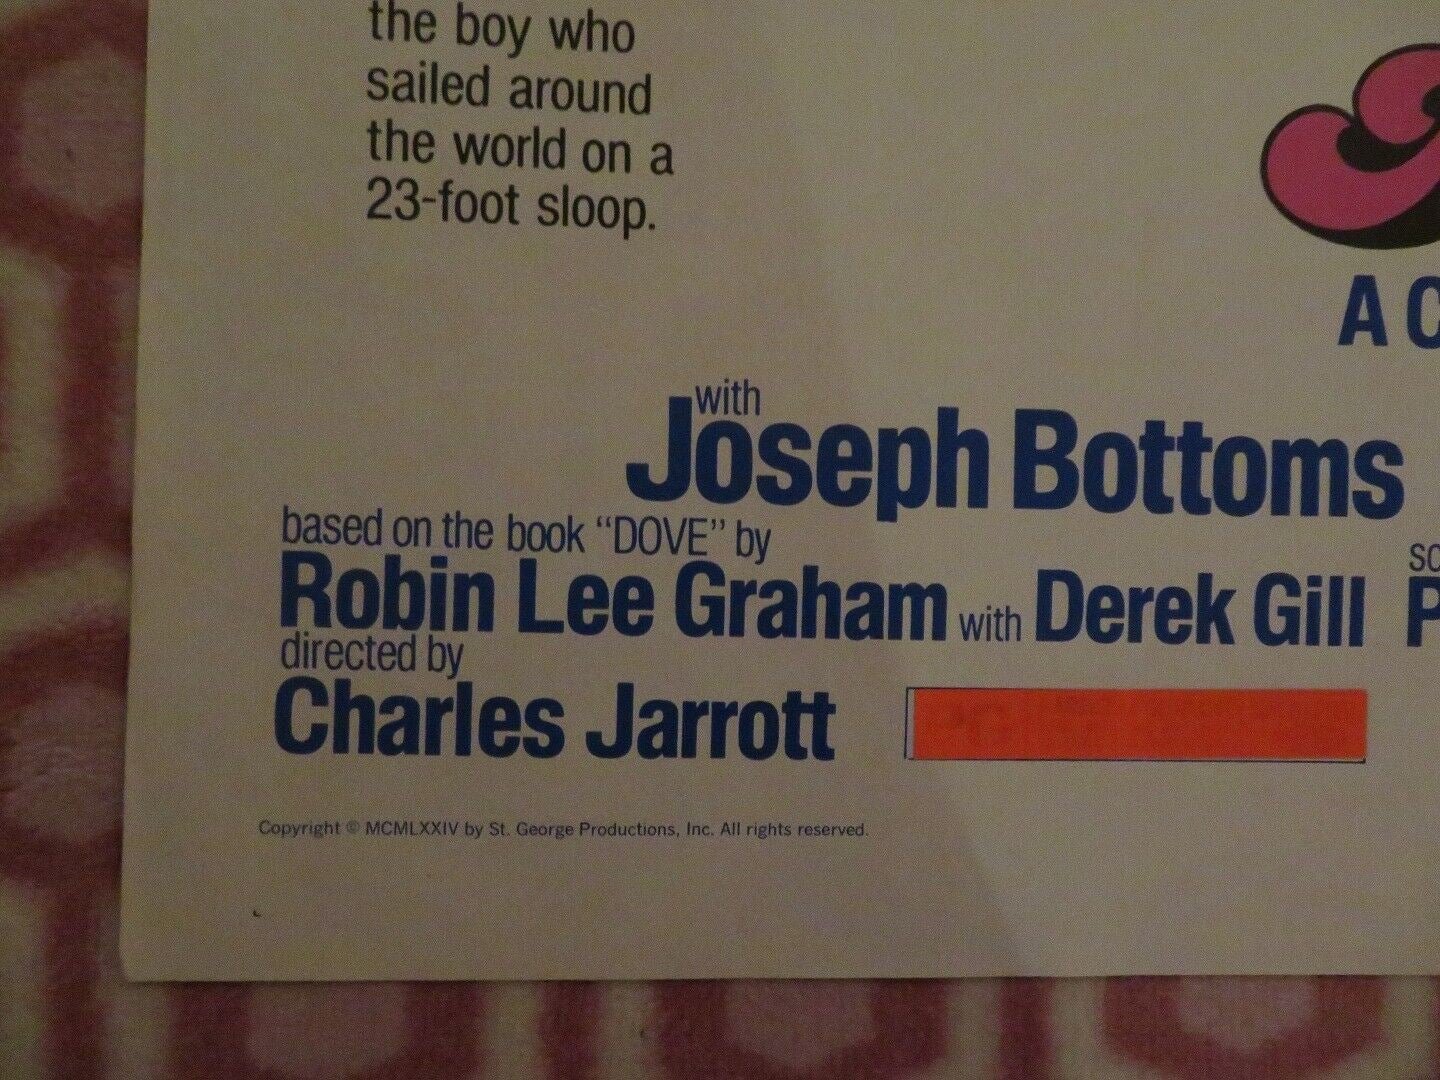 the boy who
sailed around
the world on a
23-foot sloop.
A C
with
Joseph Bottoms
based on the book "DOVE" by
Robin Lee Graham with Derek Gill
directed by
Charles Jarrott
Copyright © MCMLXXIV by St. George Productions, Inc. All rights reserved.